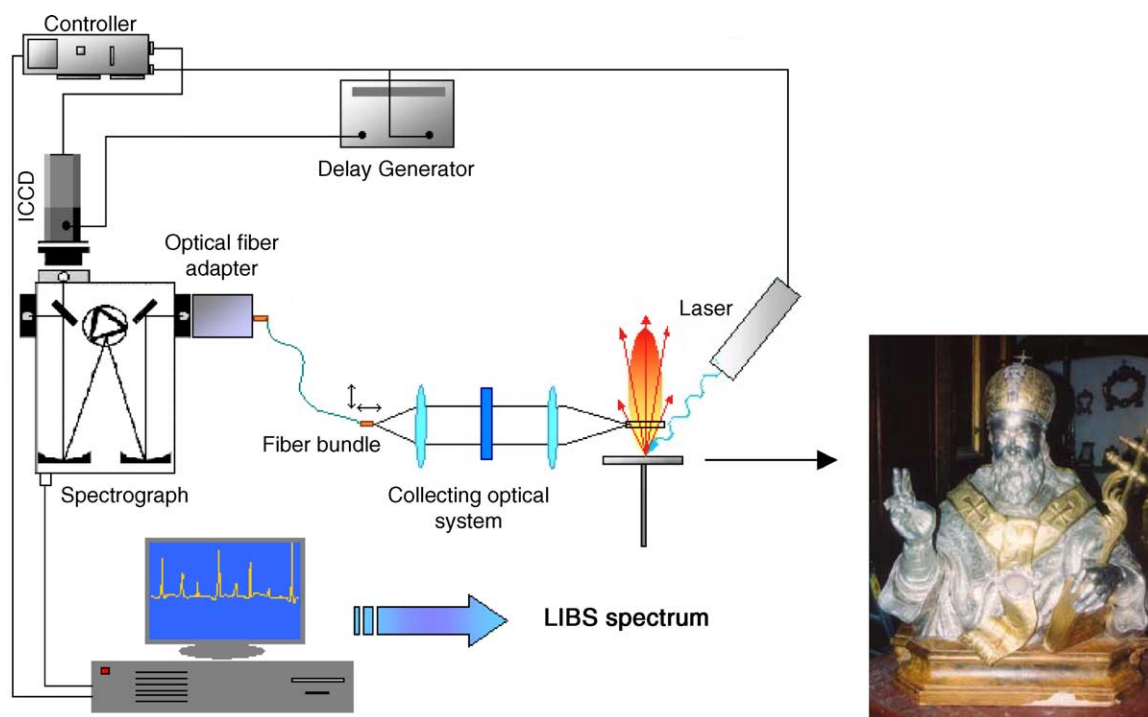 Controller
Delay Generator
ICCD
Optical fiber
adapter
Laser
Fiber bundle
Collecting optical
system
Spectrograph
LIBS spectrum